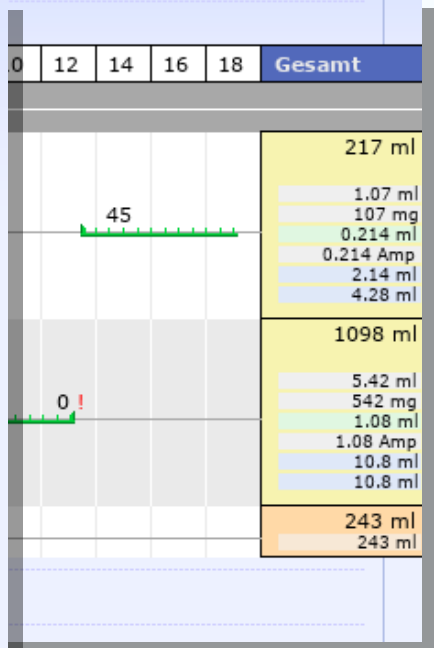 0 12 14 16 18 Gesamt
217 ml
1.07 ml
107 mg
45
0.214 ml
0.214 Amp
2.14 ml
4.28 ml
1098 ml
5.42 ml
542 mg
0 !
1.08 ml
1.08 Amp
10.8 ml
10.8 ml
243 ml
243 ml